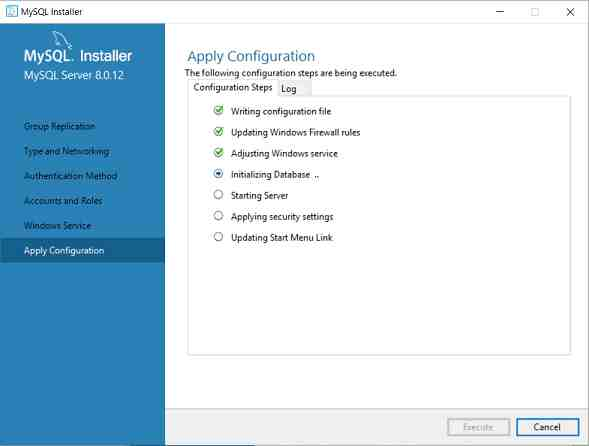 MySQL Installer
MySQL. Installer
MySQL Server 8.0.12
Group Replication
Type and Networking
Authentication Method
Accounts and Roles
Windows Service
Apply Configuration
Apply Configuration
The following configuration steps are being executed.
Configuration Steps Log
Writing configuration file
Updating Windows Firewall rules
Adjusting Windows service
Initializing Database ..
Starting Server
Applying security settings
Updating Start Menu Link
Execute Cancel